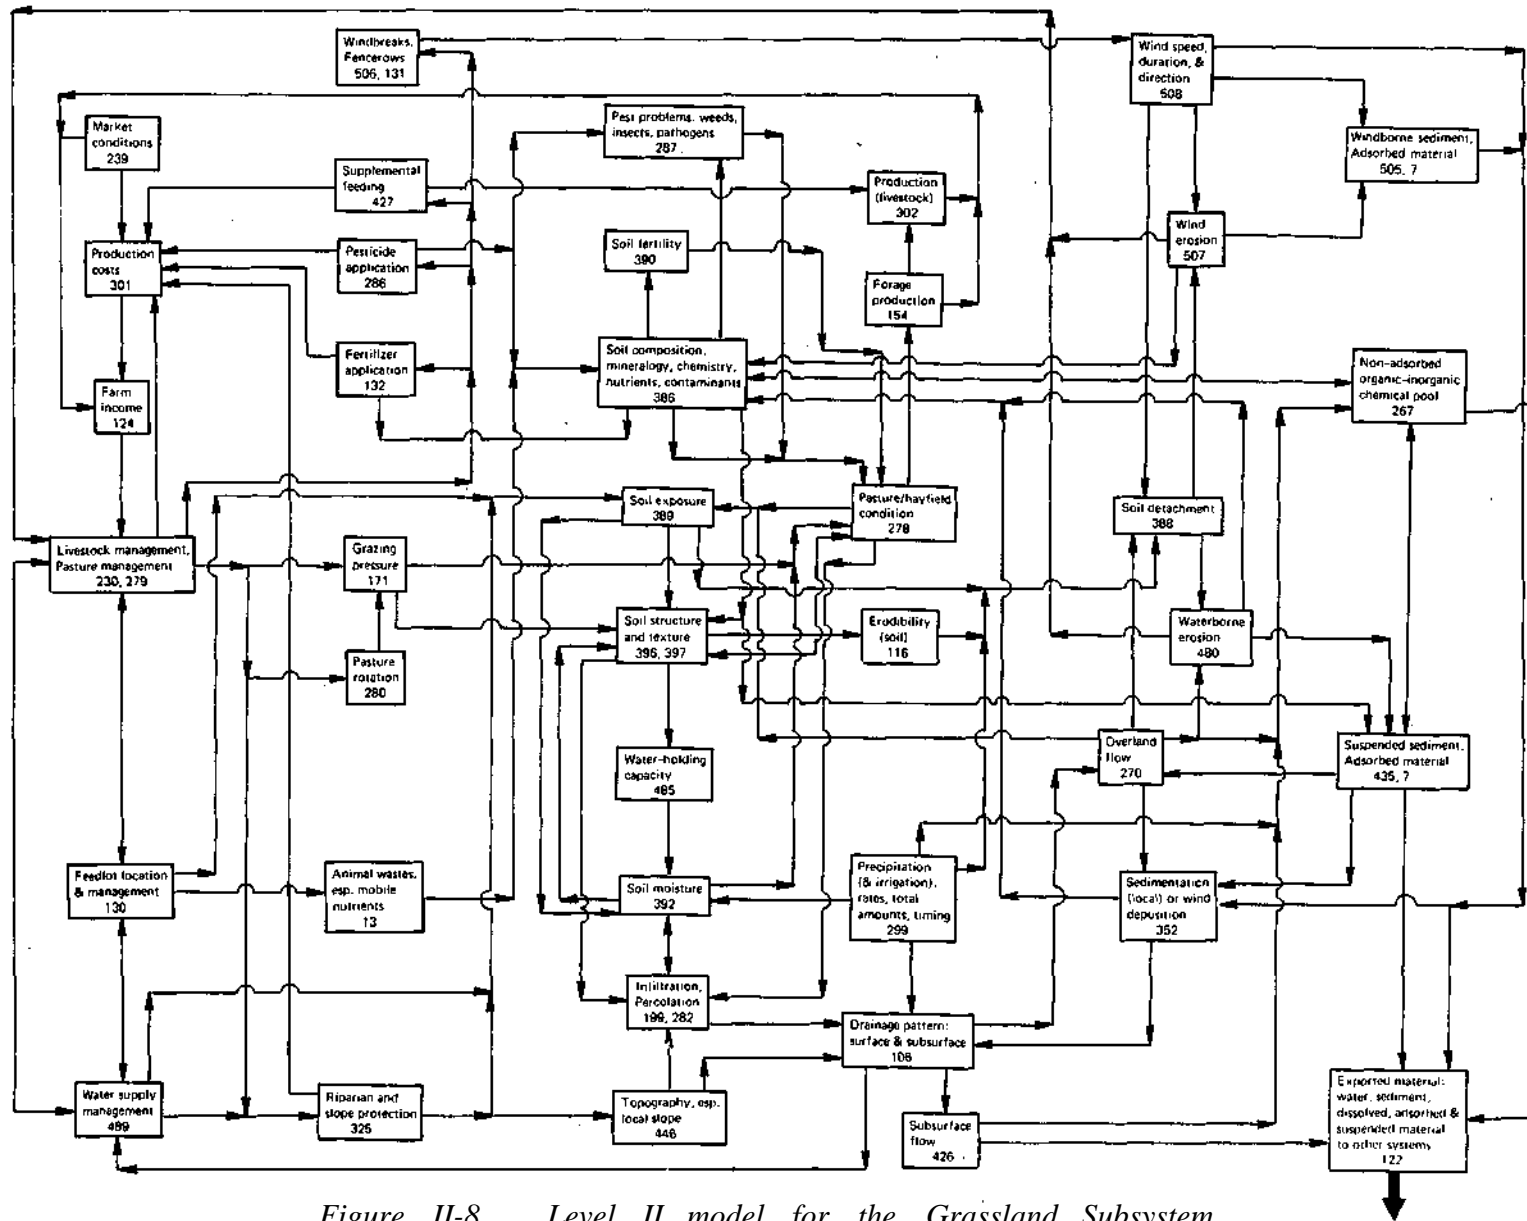 Windbreaks,
Fencerows
506, 131
Wind speed,
duration, &
direction
508
Market
conditions
239
Pest problems, weeds,
insects, pathogens
287
Windborne sediment,
Adsorbed material
505, 7
Supplemental
feeding
427
Production
(livestock)
302
Production
costs
301
Pesticide
application
286
Soil fertility
390
Wind
erosion
507
Forage
production
154
Fertilizer
application
132
Soil composition,
mineralogy, chemistry,
nutrients, contaminants
386
Non-adsorbed
organic-inorganic
chemical pool
267
Farm
income
124
Soil exposure
389
Pasture/hayfield
condition
278
Soil detachment
388
Livestock management,
Pasture management
230, 279
Grazing
pressure
171
Soil structure
and texture
396, 397
Erodibility
(soil)
116
Waterborne
erosion
480
Pasture
rotation
280
Water-holding
capacity
485
Overland
flow
270
Suspended sediment,
Adsorbed material
435, 7
Feedlot location
& management
130
Animal wastes,
esp. mobile
nutrients
13
Soil moisture
392
Precipitation
(& irrigation),
rates, total
amounts, timing
299
Sedimentation
(local) or wind
deposition
352
Infiltration,
Percolation
199, 282
Drainage pattern:
surface & subsurface
106
Water supply
management
489
Riparian and
slope protection
325
Topography, esp.
local slope
446
Subsurface
flow
426
Exported material:
water, sediment,
dissolved, adsorbed &
suspended material
to other systems
122
Figure II-8 Level II model for the Grassland Subsystem